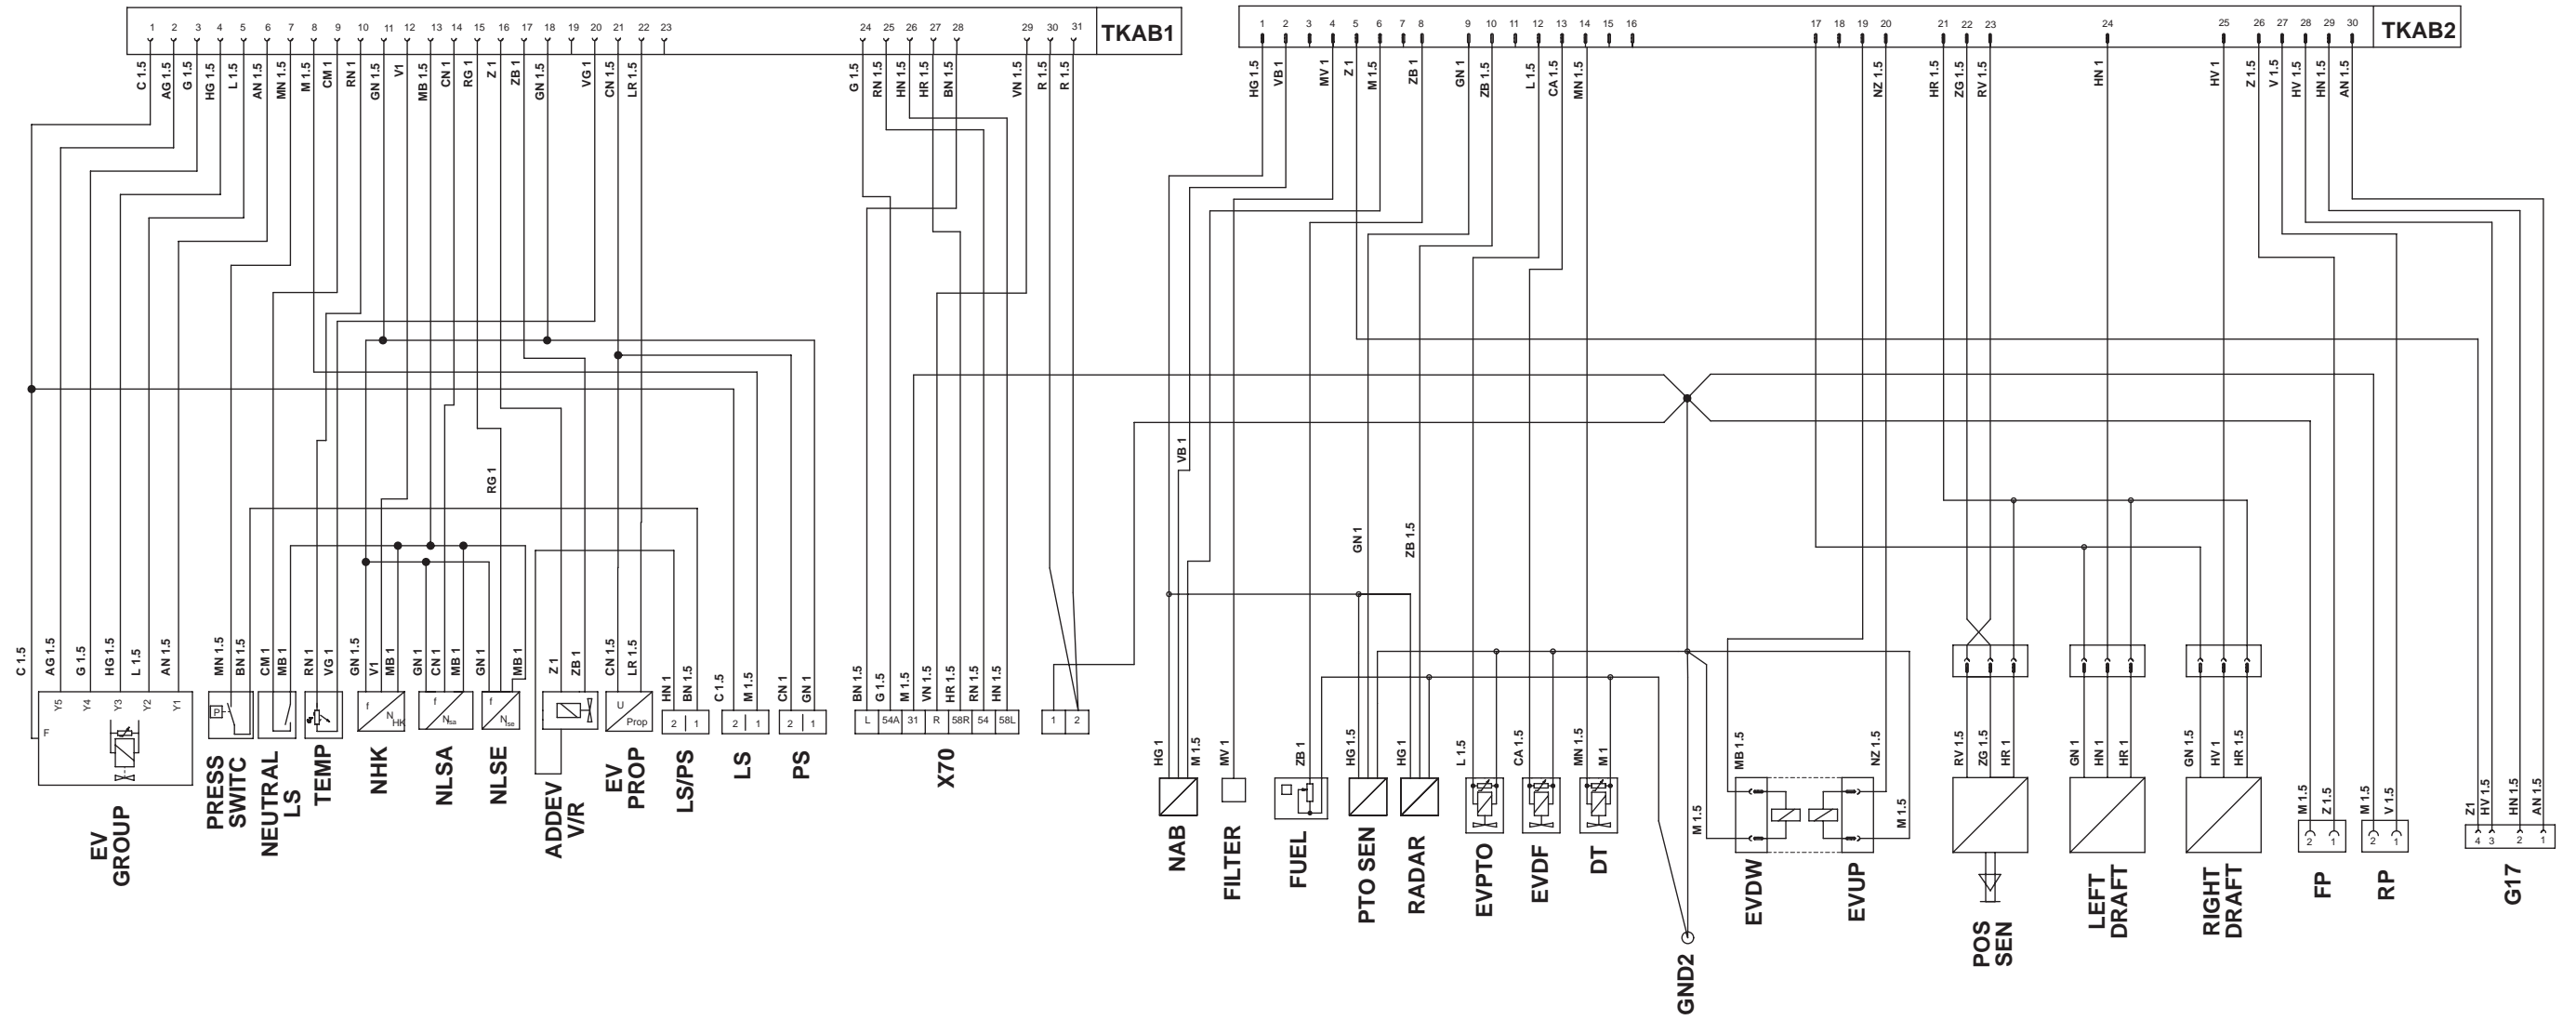 1 2 3 4 5 6 7 8 9 10 11 12 13 14 15 16 17 18 19 20 21 22 23 24 25 26 27 28 29 30 31 TKAB1
1 2 3 4 5 6 7 8 9 10 11 12 13 14 15 16 17 18 19 20 21 22 23 24 25 26 27 28 29 30 TKAB2
C 1.5 AG 1.5 G 1.5 HG 1.5 L 1.5 AN 1.5 MN 1.5 M 1.5 CM 1 RN 1 GN 1.5 V1 MB 1.5 CN 1 RG 1 Z 1 ZB 1 GN 1.5 VG 1 CN 1.5 LR 1.5 G 1.5 RN 1.5 HN 1.5 HR 1.5 BN 1.5 VN 1.5 R 1.5 R 1.5
HG 1.5 VB 1 MV 1 Z 1 M 1.5 ZB 1 GN 1 ZB 1.5 L 1.5 CA 1.5 MN 1.5 NZ 1.5 HR 1.5 ZG 1.5 RV 1.5 HN 1 HV 1 Z 1.5 V 1.5 HV 1.5 HN 1.5 AN 1.5
RG 1
VB 1
GN 1
ZB 1.5
C 1.5 AG 1.5 G 1.5 HG 1.5 L 1.5 AN 1.5 MN 1.5 BN 1.5 CM 1 MB 1 RN 1 VG 1 GN 1.5 V1 MB 1 GN 1 CN 1 MB 1 GN 1 MB 1 Z 1 ZB 1 CN 1.5 LR 1.5 HN 1 BN 1.5 C 1.5 M 1.5 CN 1 GN 1
BN 1.5 G 1.5 M 1.5 VN 1.5 HR 1.5 RN 1.5 HN 1.5
F Y5 Y4 Y3 Y2 Y1
P
f NHK
f Nsa
f Nse
U Prop
2 1
2 1
2 1
L 54A 31 R 58R 54 58L
1 2
EV GROUP
PRESS SWITC
NEUTRAL LS
TEMP
NHK
NLSA
NLSE
ADDEV V/R
EV PROP
LS/PS
LS
PS
X70
HG 1 M 1.5 MV 1 ZB 1 HG 1.5 HG 1 L 1.5 CA 1.5 MN 1.5 M 1 M 1.5 MB 1.5 NZ 1.5 M 1.5 RV 1.5 ZG 1.5 HR 1 GN 1 HN 1 HR 1 GN 1.5 HV 1 HR 1.5 M 1.5 Z 1.5 M 1.5 V 1.5 Z1 HV 1.5 HN 1.5 AN 1.5
2 1
2 1
4 3 2 1
NAB
FILTER
FUEL
PTO SEN
RADAR
EVPTO
EVDF
DT
GND2
EVDW
EVUP
POS SEN
LEFT DRAFT
RIGHT DRAFT
FP
RP
G17